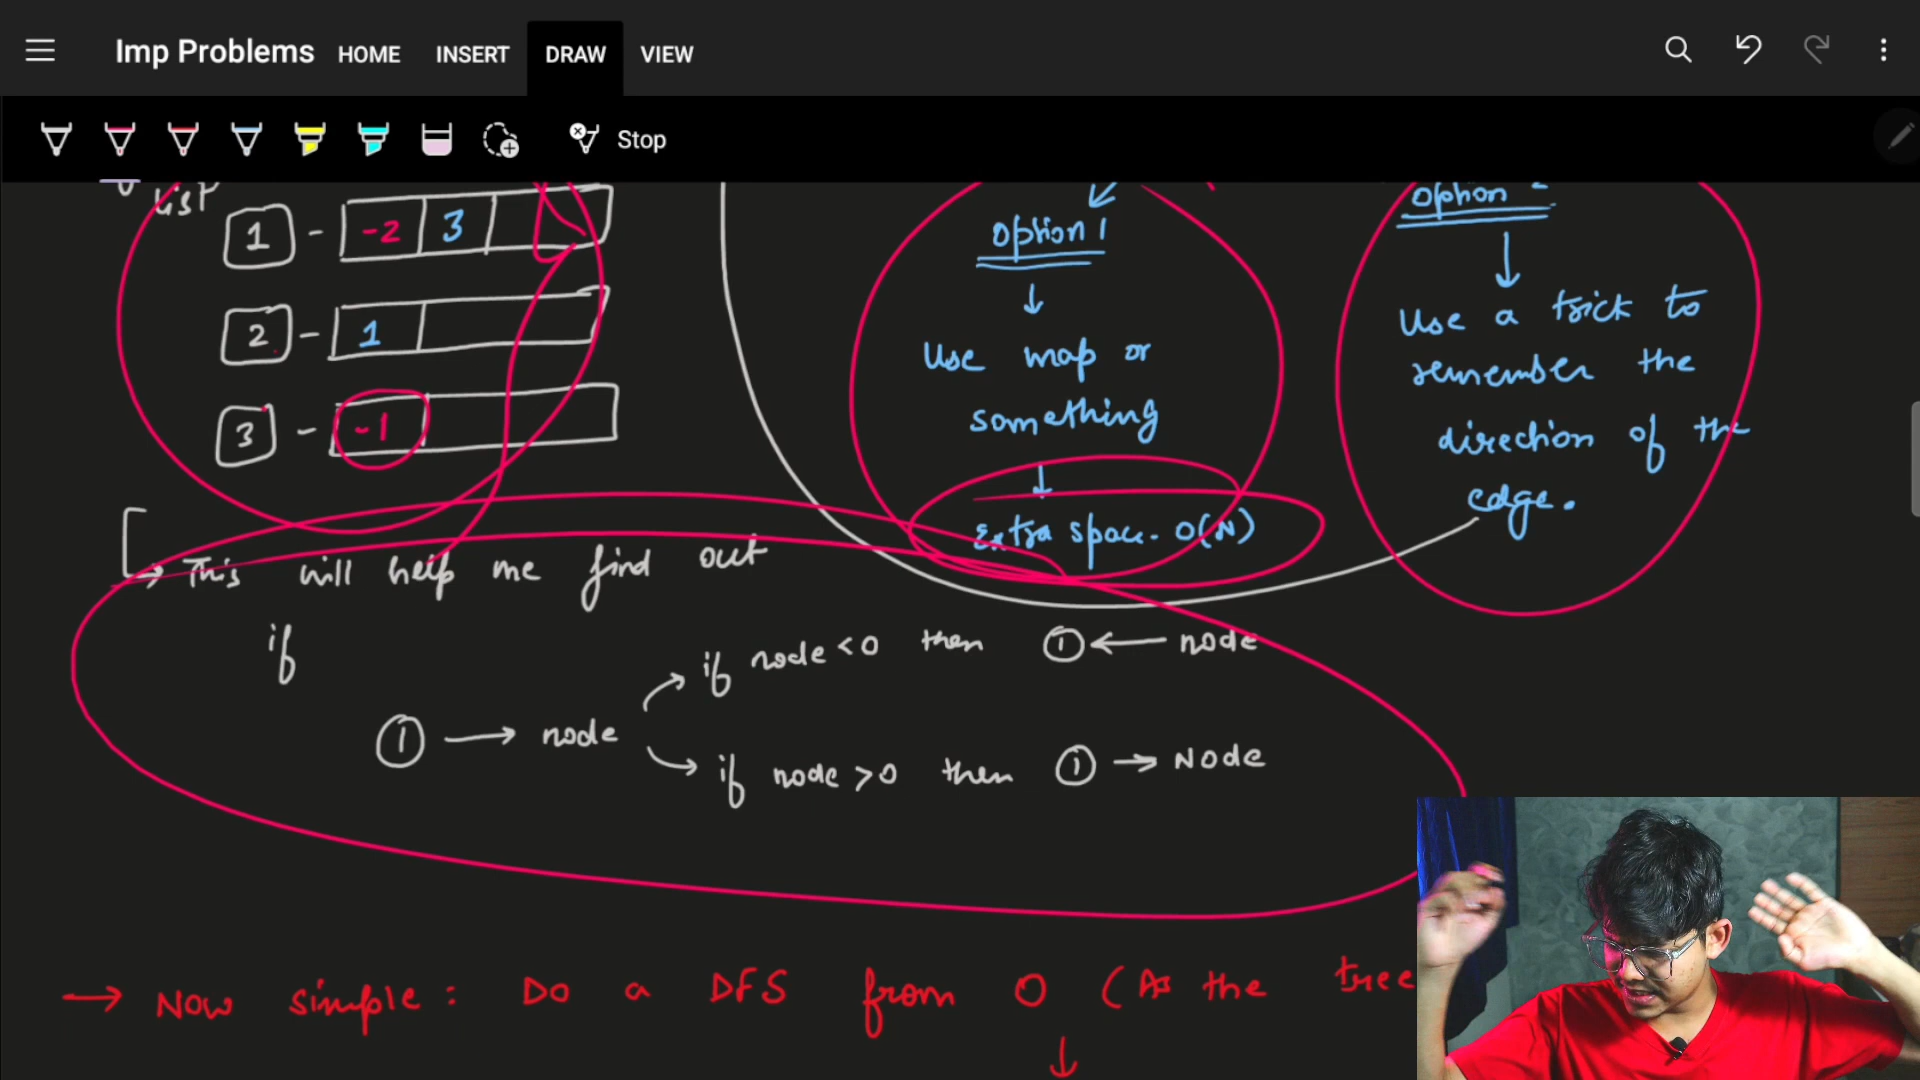 Imp Problems HOME INSERT DRAW VIEW
Stop
List
1 - -2 3
2 - 1
3 - -1
Option 1
Use map or
something
Extra space. O(N)
Option 2
Use a trick to
remember the
direction of the
edge.
This will help me find out
if
1 → node
if node <0 then 1 ← node
if node >0 then 1 → Node
→ Now simple: Do a DFS from 0 (As the tree